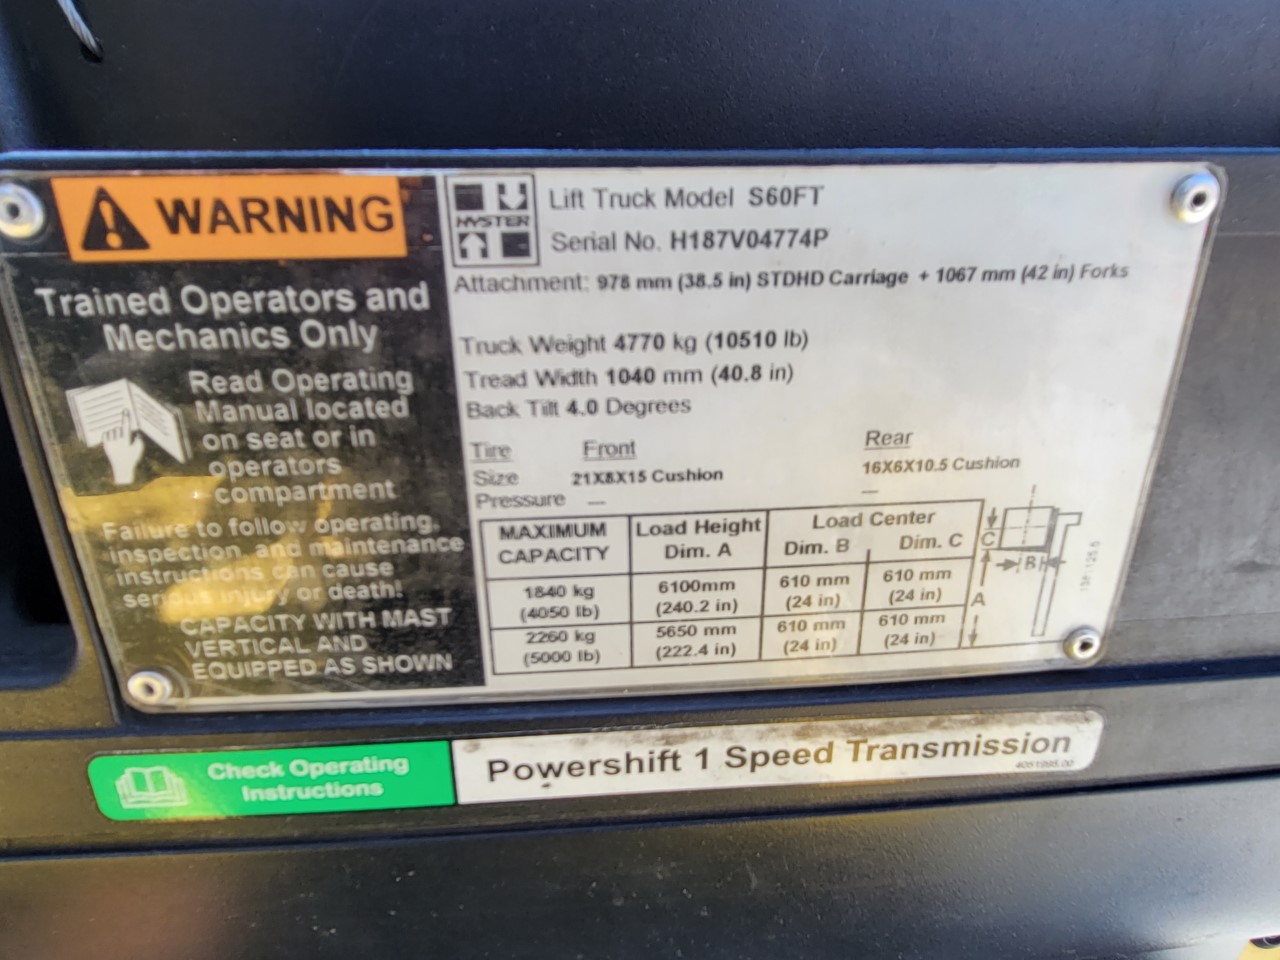 WARNING
Trained Operators and
Mechanics Only
Read Operating
Manual located
on seat or in
operators
compartment
Failure to follow operating,
inspection, and maintenance
instructions can cause
serious injury or death!
CAPACITY WITH MAST
VERTICAL AND
EQUIPPED AS SHOWN
HYSTER
Lift Truck Model S60FT
Serial No. H187V04774P
Attachment: 978 mm (38.5 in) STDHD Carriage + 1067 mm (42 in) Forks
Truck Weight 4770 kg (10510 lb)
Tread Width 1040 mm (40.8 in)
Back Tilt 4.0 Degrees
Tire Front Rear
Size 21X8X15 Cushion 16X6X10.5 Cushion
Pressure — —
MAXIMUM CAPACITY Load Height Dim. A Load Center Dim. B Dim. C
1840 kg (4050 lb) 6100mm (240.2 in) 610 mm (24 in) 610 mm (24 in)
2260 kg (5000 lb) 5650 mm (222.4 in) 610 mm (24 in) 610 mm (24 in)
C
B
A
Check Operating
Instructions
Powershift 1 Speed Transmission